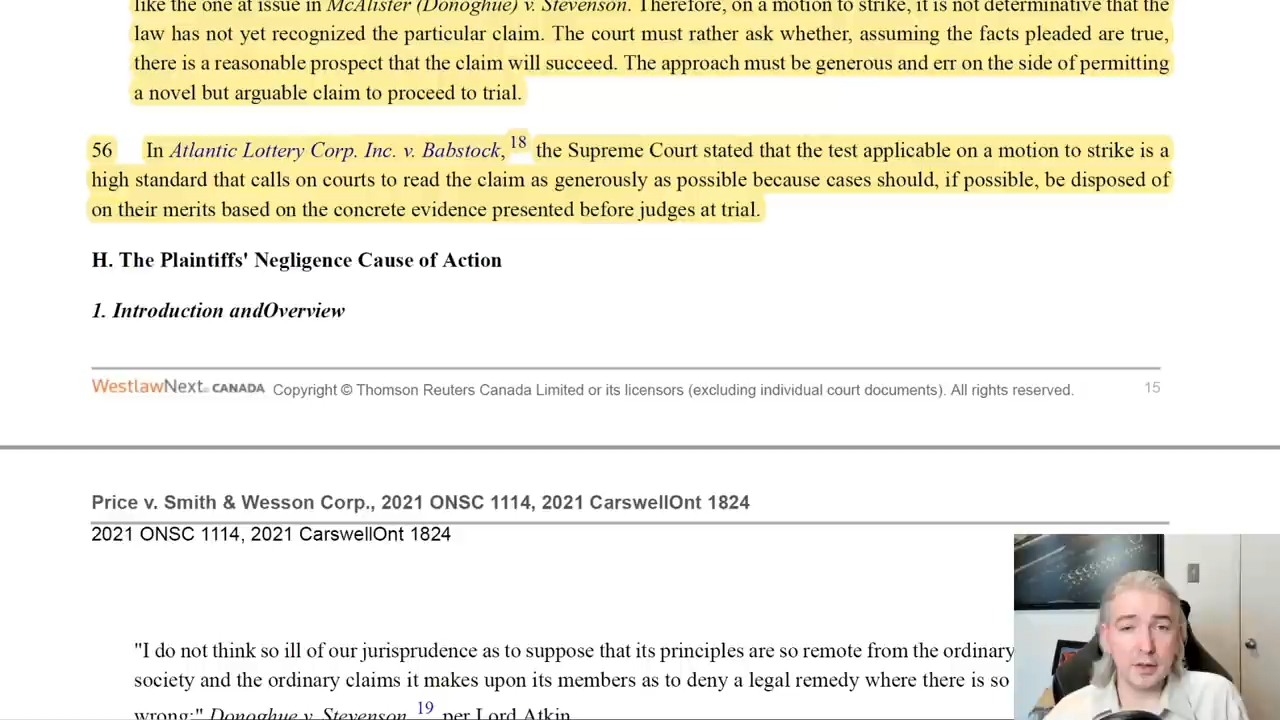 like the one at issue in McAlister (Donoghue) v. Stevenson. Therefore, on a motion to strike, it is not determinative that the
law has not yet recognized the particular claim. The court must rather ask whether, assuming the facts pleaded are true,
there is a reasonable prospect that the claim will succeed. The approach must be generous and err on the side of permitting
a novel but arguable claim to proceed to trial.
56 In Atlantic Lottery Corp. Inc. v. Babstock, 18 the Supreme Court stated that the test applicable on a motion to strike is a
high standard that calls on courts to read the claim as generously as possible because cases should, if possible, be disposed of
on their merits based on the concrete evidence presented before judges at trial.
H. The Plaintiffs' Negligence Cause of Action
1. Introduction andOverview
WestlawNext CANADA Copyright © Thomson Reuters Canada Limited or its licensors (excluding individual court documents). All rights reserved. 15
Price v. Smith & Wesson Corp., 2021 ONSC 1114, 2021 CarswellOnt 1824
2021 ONSC 1114, 2021 CarswellOnt 1824
"I do not think so ill of our jurisprudence as to suppose that its principles are so remote from the ordinary
society and the ordinary claims it makes upon its members as to deny a legal remedy where there is so
wrong:" Donoghue v. Stevenson, 19 per Lord Atkin